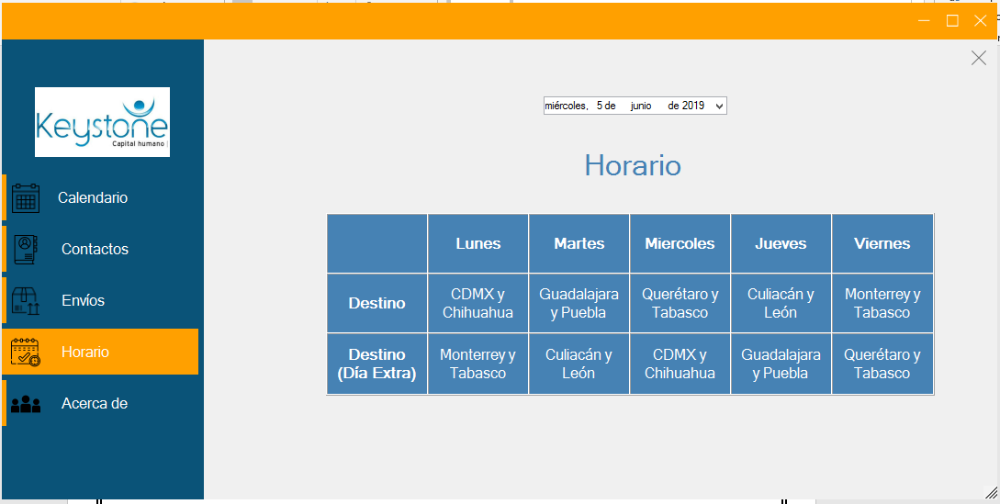 miércoles, 5 de junio de 2019
Keystone
Capital humano
Calendario
Contactos
Envíos
Horario
Acerca de
Horario
Lunes Martes Miercoles Jueves Viernes
Destino
CDMX y
Chihuahua
Guadalajara
y Puebla
Querétaro y
Tabasco
Culiacán y
León
Monterrey y
Tabasco
Destino
(Día Extra)
Monterrey y
Tabasco
Culiacán y
León
CDMX y
Chihuahua
Guadalajara
y Puebla
Querétaro y
Tabasco